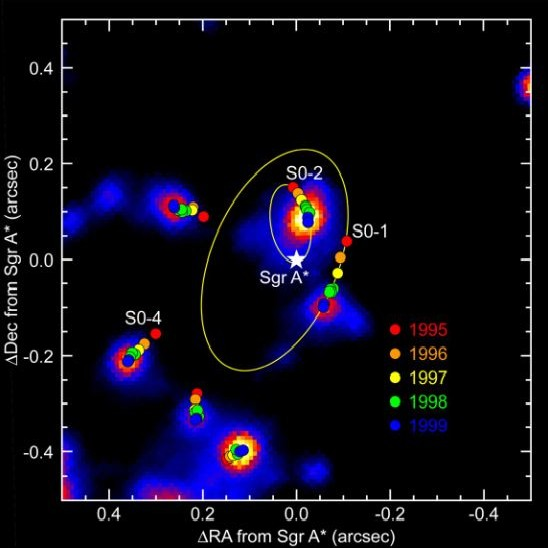 0.4
0.2
0.0
-0.2
-0.4
ΔDec from Sgr A* (arcsec)
S0-2
S0-1
Sgr A*
S0-4
1995
1996
1997
1998
1999
0.4
0.2
0.0
-0.2
-0.4
ΔRA from Sgr A* (arcsec)